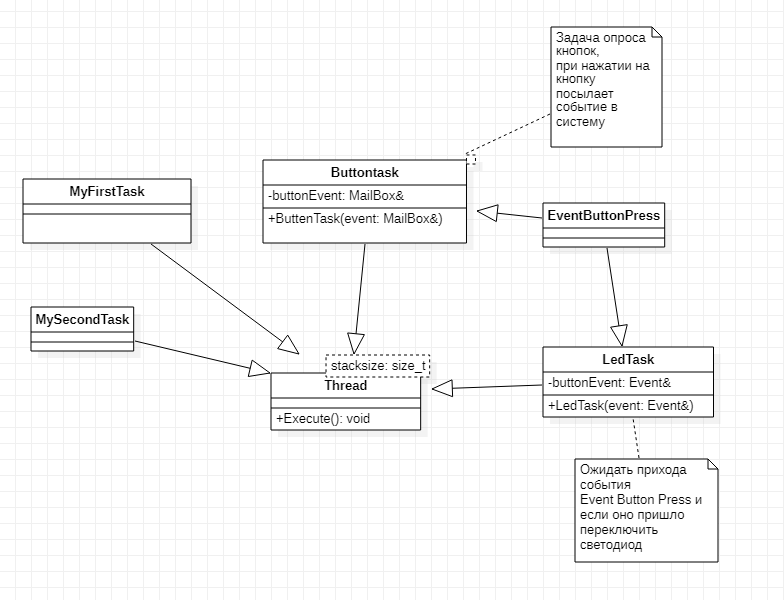 Задача опроса
кнопок,
при нажатии на
кнопку
посылает
событие в
систему
MyFirstTask
Buttontask
-buttonEvent: MailBox&
+ButtenTask(event: MailBox&)
EventButtonPress
MySecondTask
stacksize: size_t
Thread
+Execute(): void
LedTask
-buttonEvent: Event&
+LedTask(event: Event&)
Ожидать прихода
события
Event Button Press и
если оно пришло
переключить
светодиод